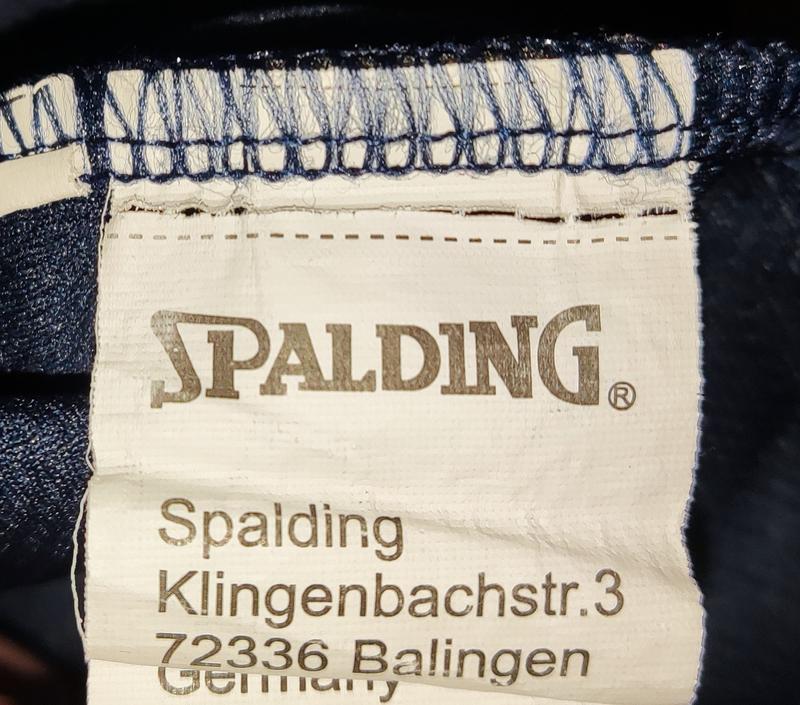 SPALDING®
Spalding
Klingenbachstr.3
72336 Balingen
Germany